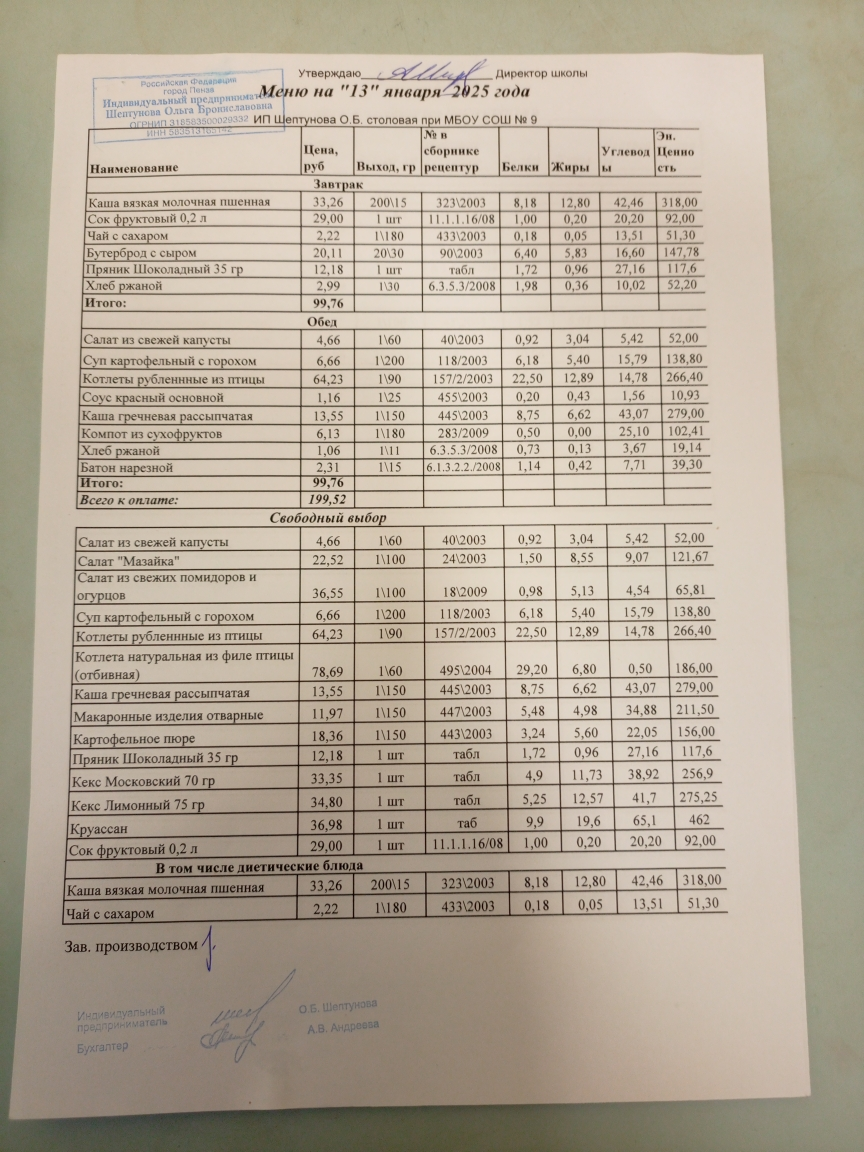 Утверждаю Директор школы
Российская Федерация
город Пенза
Индивидуальный предприниматель
Шептунова Ольга Брониславовна
ОГРНИП 318583500029332
ИНН 583513165142
Меню на "13" января 2025 года
ИП Шептунова О.Б. столовая при МБОУ СОШ № 9
Наименование Цена, руб Выход, гр № в сборнике рецептур Белки Жиры Углеводы Эн. Ценность
Завтрак
Каша вязкая молочная пшенная 33,26 200\15 323\2003 8,18 12,80 42,46 318,00
Сок фруктовый 0,2 л 29,00 1 шт 11.1.1.16/08 1,00 0,20 20,20 92,00
Чай с сахаром 2,22 1\180 433\2003 0,18 0,05 13,51 51,30
Бутерброд с сыром 20,11 20\30 90\2003 6,40 5,83 16,60 147,78
Пряник Шоколадный 35 гр 12,18 1 шт табл 1,72 0,96 27,16 117,6
Хлеб ржаной 2,99 1\30 6.3.5.3/2008 1,98 0,36 10,02 52,20
Итого: 99,76
Обед
Салат из свежей капусты 4,66 1\60 40\2003 0,92 3,04 5,42 52,00
Суп картофельный с горохом 6,66 1\200 118/2003 6,18 5,40 15,79 138,80
Котлеты рубленнные из птицы 64,23 1\90 157/2/2003 22,50 12,89 14,78 266,40
Соус красный основной 1,16 1\25 455\2003 0,20 0,43 1,56 10,93
Каша гречневая рассыпчатая 13,55 1\150 445\2003 8,75 6,62 43,07 279,00
Компот из сухофруктов 6,13 1\180 283/2009 0,50 0,00 25,10 102,41
Хлеб ржаной 1,06 1\11 6.3.5.3/2008 0,73 0,13 3,67 19,14
Батон нарезной 2,31 1\15 6.1.3.2.2./2008 1,14 0,42 7,71 39,30
Итого: 99,76
Всего к оплате: 199,52
Свободный выбор
Салат из свежей капусты 4,66 1\60 40\2003 0,92 3,04 5,42 52,00
Салат "Мазайка" 22,52 1\100 24\2003 1,50 8,55 9,07 121,67
Салат из свежих помидоров и
огурцов 36,55 1\100 18\2009 0,98 5,13 4,54 65,81
Суп картофельный с горохом 6,66 1\200 118/2003 6,18 5,40 15,79 138,80
Котлеты рубленнные из птицы 64,23 1\90 157/2/2003 22,50 12,89 14,78 266,40
Котлета натуральная из филе птицы
(отбивная) 78,69 1\60 495\2004 29,20 6,80 0,50 186,00
Каша гречневая рассыпчатая 13,55 1\150 445\2003 8,75 6,62 43,07 279,00
Макаронные изделия отварные 11,97 1\150 447\2003 5,48 4,98 34,88 211,50
Картофельное пюре 18,36 1\150 443\2003 3,24 5,60 22,05 156,00
Пряник Шоколадный 35 гр 12,18 1 шт табл 1,72 0,96 27,16 117,6
Кекс Московский 70 гр 33,35 1 шт табл 4,9 11,73 38,92 256,9
Кекс Лимонный 75 гр 34,80 1 шт табл 5,25 12,57 41,7 275,25
Круассан 36,98 1 шт таб 9,9 19,6 65,1 462
Сок фруктовый 0,2 л 29,00 1 шт 11.1.1.16/08 1,00 0,20 20,20 92,00
В том числе диетические блюда
Каша вязкая молочная пшенная 33,26 200\15 323\2003 8,18 12,80 42,46 318,00
Чай с сахаром 2,22 1\180 433\2003 0,18 0,05 13,51 51,30
Зав. производством
Индивидуальный
предприниматель О.Б. Шептунова
Бухгалтер А.В. Андреева